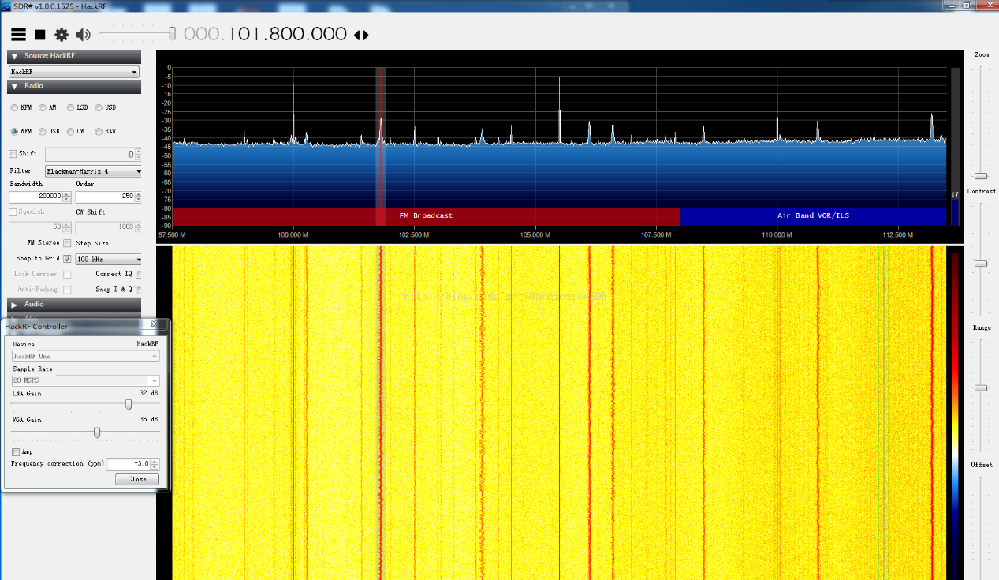 SDR# v1.0.0.1525 - HackRF
000.101.800.000
Source: HackRF
HackRF
Radio
NFM AM LSB USB
WFM DSB CW RAW
Shift 0
Filter Blackman-Harris 4
Bandwidth Order
200000 250
Squelch CW Shift
50 1000
FM Stereo Step Size
Snap to Grid 100 kHz
Lock Carrier Correct IQ
Anti-Fading Swap I & Q
Audio
AGC
HackRF Controller
Device HackRF
HackRF One
Sample Rate
20 MSPS
LNA Gain 32 dB
VGA Gain 36 dB
Amp
Frequency correction (ppm) -3.0
Close
0
-5
-10
-15
-20
-25
-30
-35
-40
-45
-50
-55
-60
-65
-70
-75
-80
-85
-90
FM Broadcast Air Band VOR/ILS
97.500 M 100.000 M 102.500 M 105.000 M 107.500 M 110.000 M 112.500 M
17
Zoom
Contrast
Range
Offset